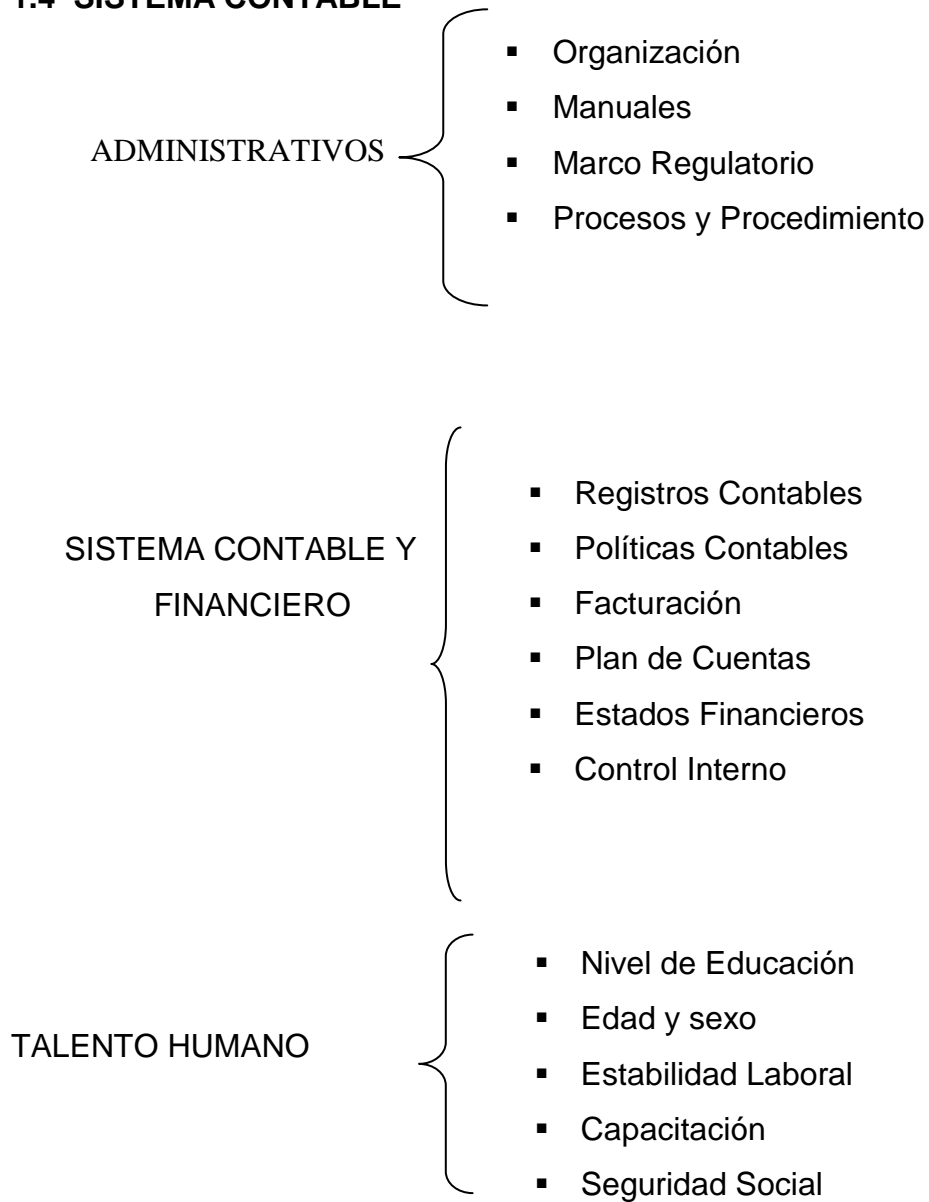 1.4 SISTEMA CONTABLE
ADMINISTRATIVOS
▪ Organización
▪ Manuales
▪ Marco Regulatorio
▪ Procesos y Procedimiento
SISTEMA CONTABLE Y
FINANCIERO
▪ Registros Contables
▪ Políticas Contables
▪ Facturación
▪ Plan de Cuentas
▪ Estados Financieros
▪ Control Interno
TALENTO HUMANO
▪ Nivel de Educación
▪ Edad y sexo
▪ Estabilidad Laboral
▪ Capacitación
▪ Seguridad Social